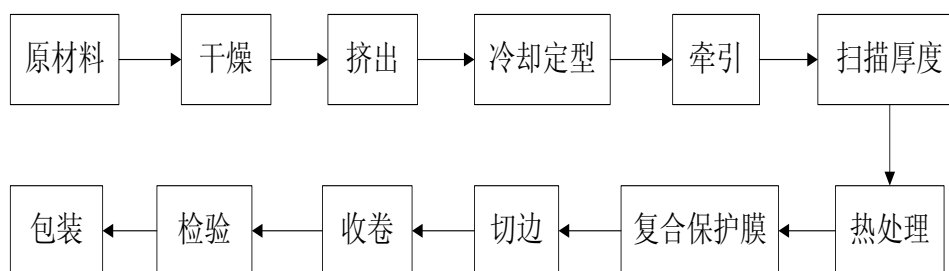 原材料 干燥 挤出 冷却定型 牵引 扫描厚度
包装 检验 收卷 切边 复合保护膜 热处理